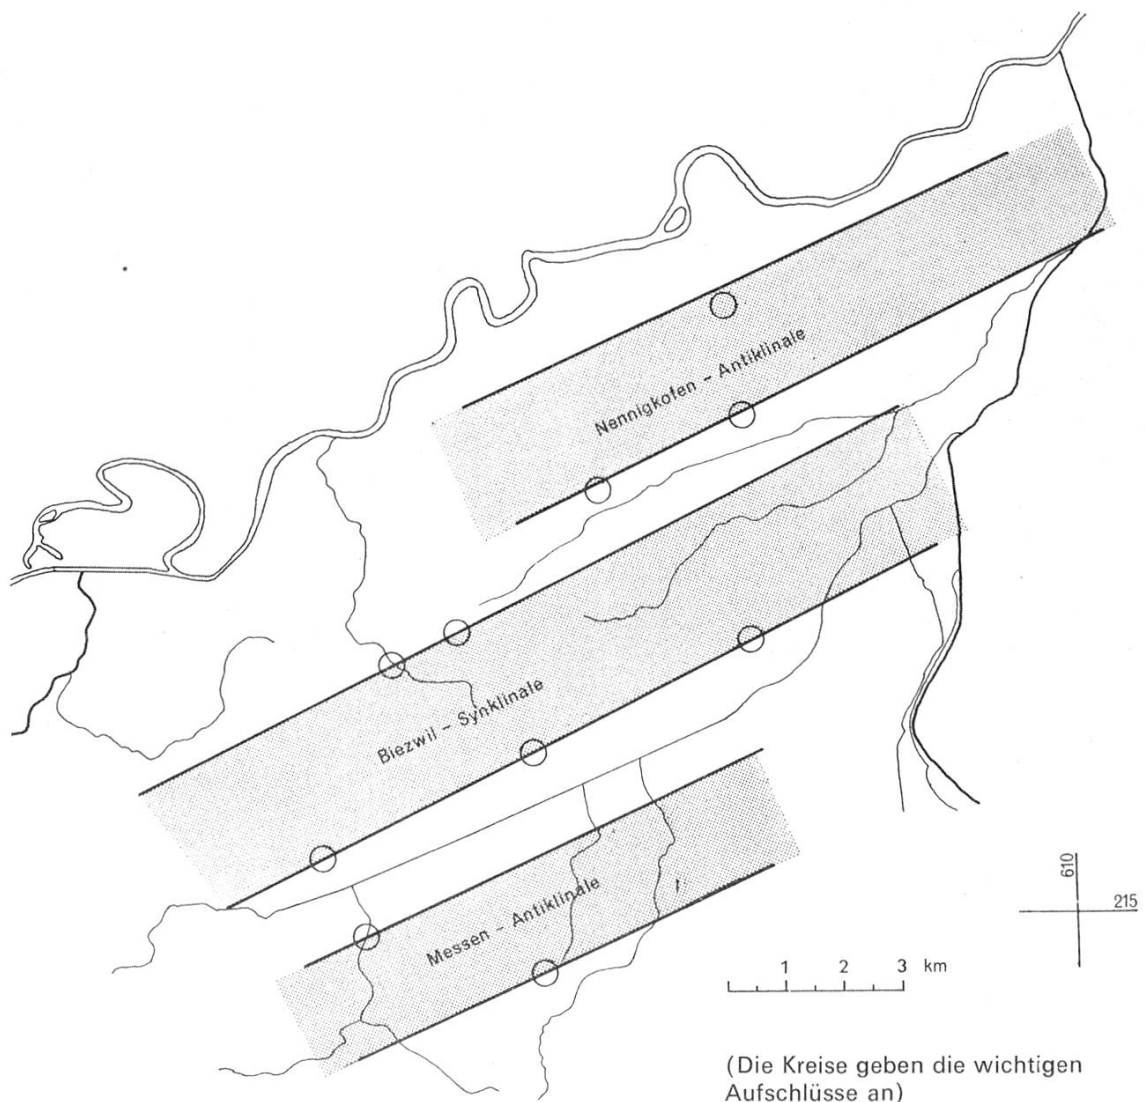 Nennigkofen – Antiklinale
Biezwil – Synklinale
Messen – Antiklinale
610
215
1 2 3 km
(Die Kreise geben die wichtigen
Aufschlüsse an)